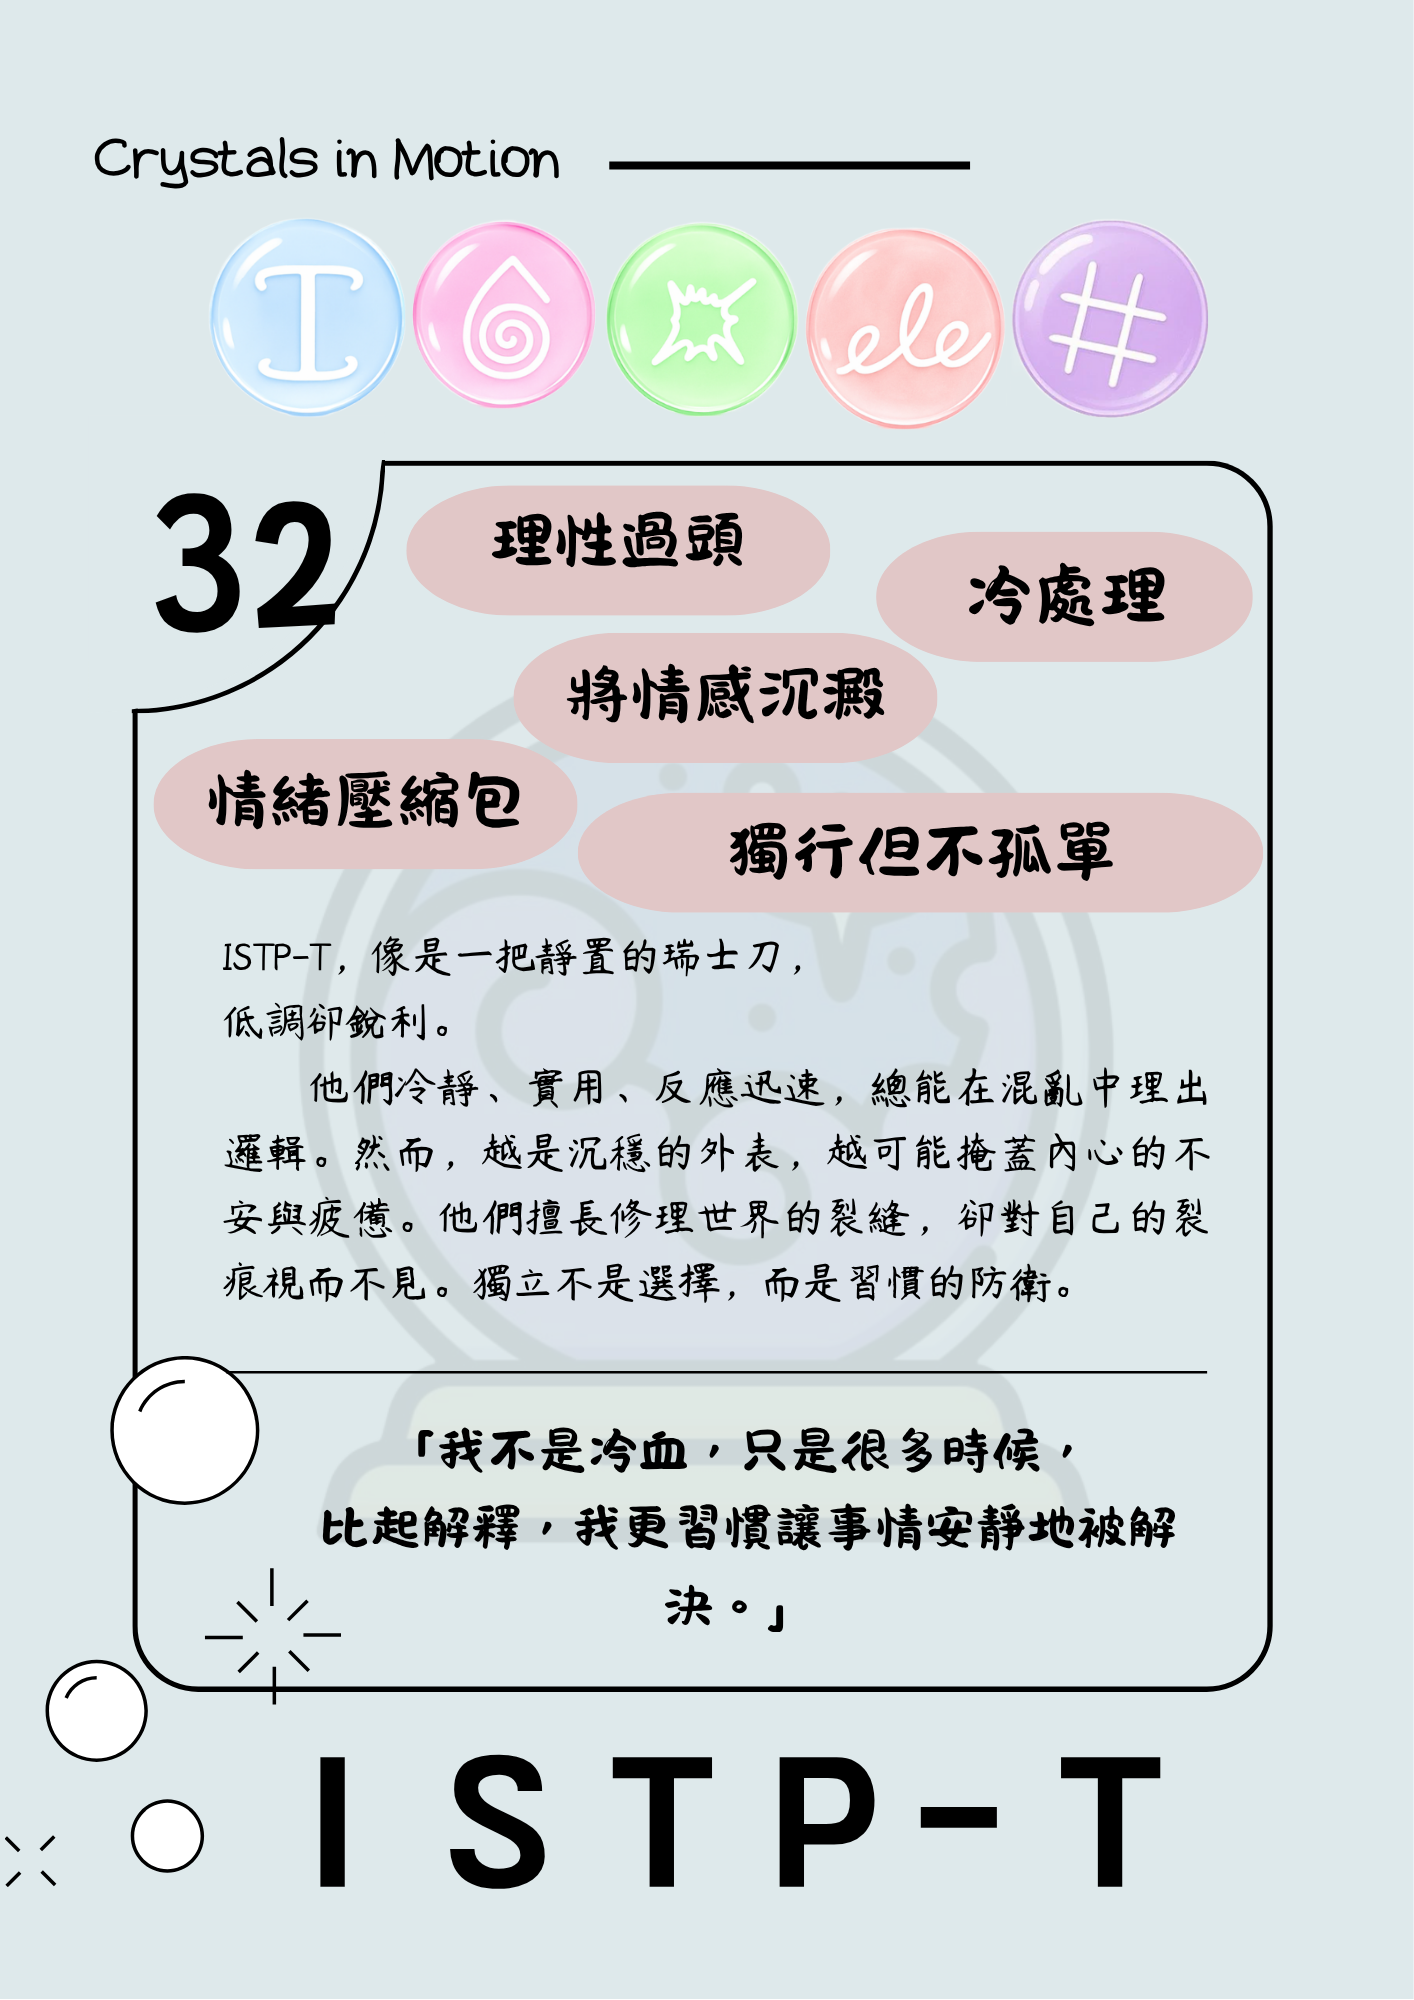 Crystals in Motion
I
ele
#
32
理性過頭
冷處理
將情感沉澱
情緒壓縮包
獨行但不孤單
ISTP-T，像是一把靜置的瑞士刀，
低調卻銳利。
他們冷靜、實用、反應迅速，總能在混亂中理出
邏輯。然而，越是沉穩的外表，越可能掩蓋內心的不
安與疲憊。他們擅長修理世界的裂縫，卻對自己的裂
痕視而不見。獨立不是選擇，而是習慣的防衛。
「我不是冷血，只是很多時候，
比起解釋，我更習慣讓事情安靜地被解
決。」
ISTP-T